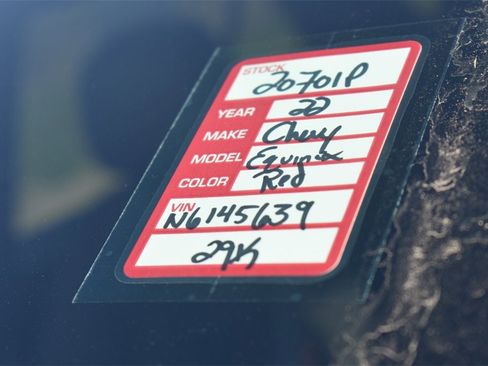 STOCK 20701P
YEAR 22
MAKE Chevy
MODEL Equinox
COLOR Red
VIN N6145639
29K